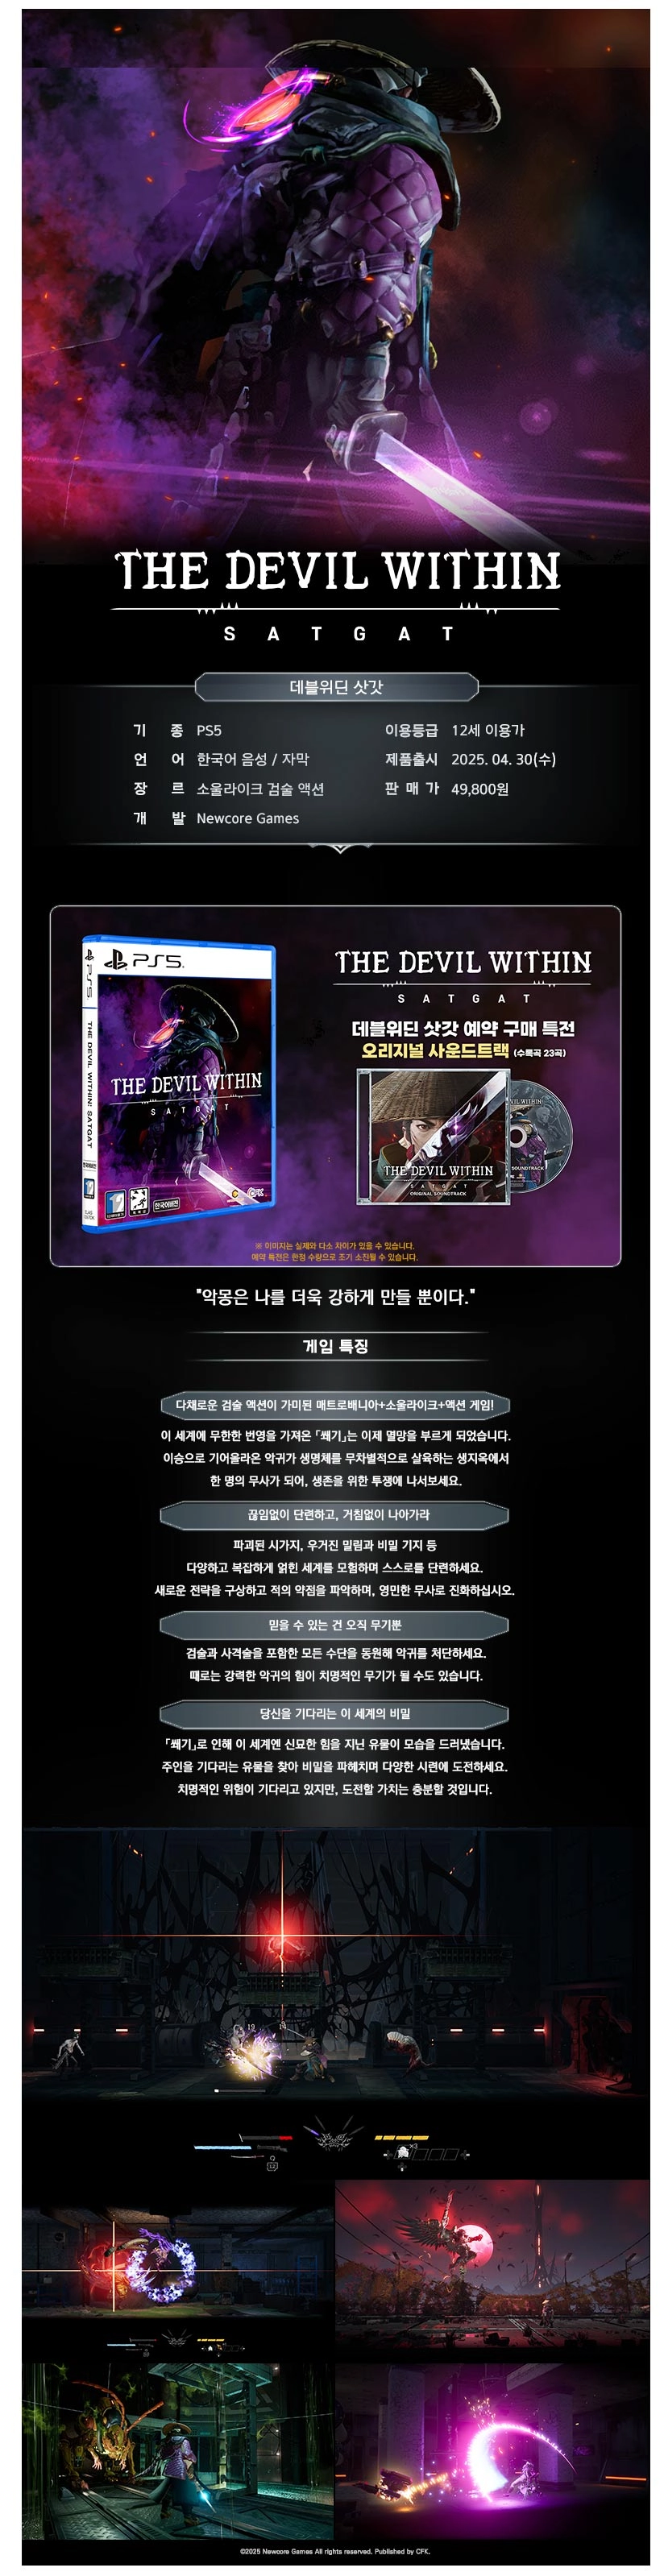 THE DEVIL WITHIN
SATGAT
데블위딘 삿갓
기 종 PS5
이용등급 12세 이용가
언 어 한국어 음성 / 자막
제품출시 2025. 04. 30(수)
장 르 소울라이크 검술 액션
판 매 가 49,800원
개 발 Newcore Games
PS5
PS5
THE DEVIL WITHIN: SATGAT
THE DEVIL WITHIN
SATGAT
한국어버전
CFK
THE DEVIL WITHIN
SATGAT
데블위딘 삿갓 예약 구매 특전
오리지널 사운드트랙 (수록곡 23곡)
THE DEVIL WITHIN
SATGAT
ORIGINAL SOUNDTRACK
※ 이미지는 실제와 다소 차이가 있을 수 있습니다.
예약 특전은 한정 수량으로 조기 소진될 수 있습니다.
"악몽은 나를 더욱 강하게 만들 뿐이다."
게임 특징
다채로운 검술 액션이 가미된 매트로배니아+소울라이크+액션 게임!
이 세계에 무한한 번영을 가져온 「쐐기」는 이제 멸망을 부르게 되었습니다.
이승으로 기어올라온 악귀가 생명체를 무차별적으로 살육하는 생지옥에서
한 명의 무사가 되어, 생존을 위한 투쟁에 나서보세요.
끊임없이 단련하고, 거침없이 나아가라
파괴된 시가지, 우거진 밀림과 비밀 기지 등
다양하고 복잡하게 얽힌 세계를 모험하며 스스로를 단련하세요.
새로운 전략을 구상하고 적의 약점을 파악하며, 영민한 무사로 진화하십시오.
믿을 수 있는 건 오직 무기뿐
검술과 사격술을 포함한 모든 수단을 동원해 악귀를 처단하세요.
때로는 강력한 악귀의 힘이 치명적인 무기가 될 수도 있습니다.
당신을 기다리는 이 세계의 비밀
「쐐기」로 인해 이 세계엔 신묘한 힘을 지닌 유물이 모습을 드러냈습니다.
주인을 기다리는 유물을 찾아 비밀을 파헤치며 다양한 시련에 도전하세요.
치명적인 위험이 기다리고 있지만, 도전할 가치는 충분할 것입니다.
19
14
×3
©2025 Newcore Games All rights reserved. Published by CFK.